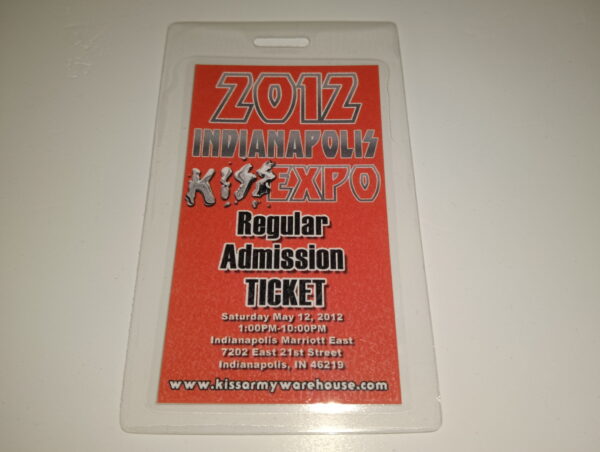 2012
INDIANAPOLIS
KISS EXPO
Regular
Admission
TICKET
Saturday May 12, 2012
1:00PM-10:00PM
Indianapolis Marriott East
7202 East 21st Street
Indianapolis, IN 46219
www.kissarmywarehouse.com